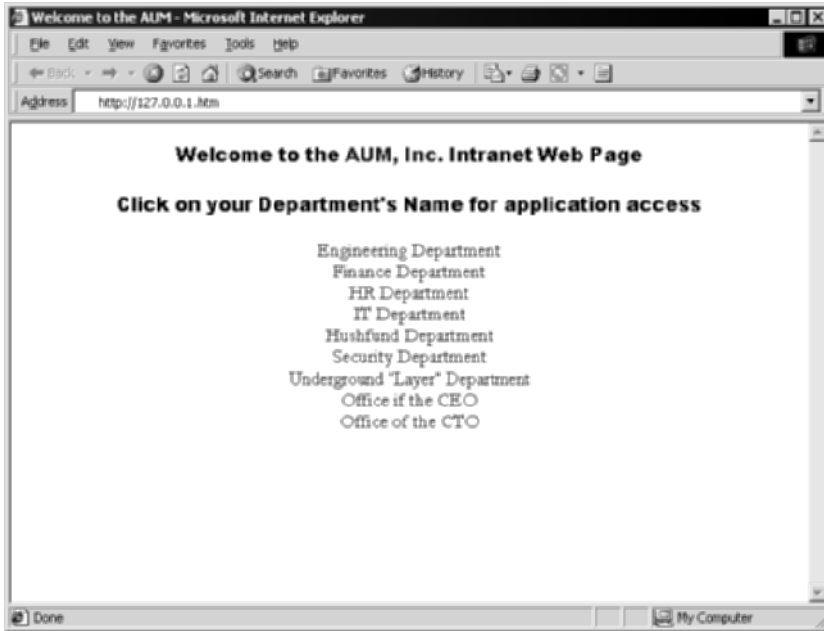 Welcome to the AUM - Microsoft Internet Explorer
File Edit View Favorites Tools Help
Back Search Favorites History
Address http://127.0.0.1.htm
Welcome to the AUM, Inc. Intranet Web Page
Click on your Department's Name for application access
Engineering Department
Finance Department
HR Department
IT Department
Hushfund Department
Security Department
Underground "Layer" Department
Office if the CEO
Office of the CTO
Done My Computer